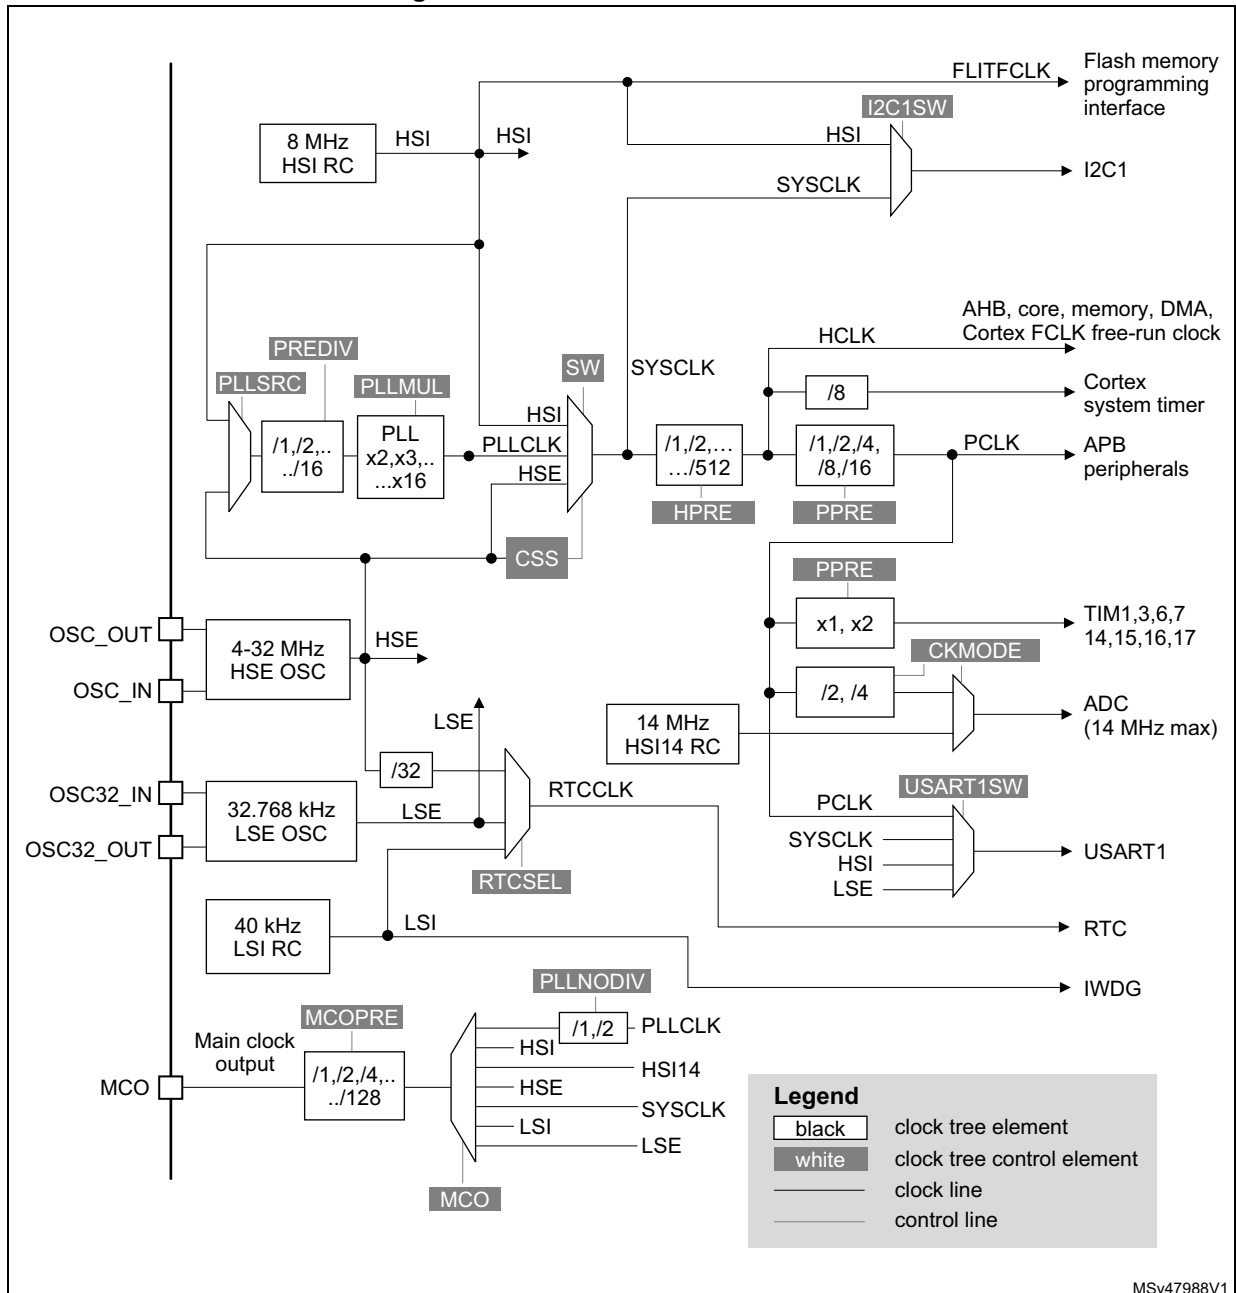 FLITFCLK
Flash memory
programming
interface
I2C1SW
8 MHz
HSI RC
HSI
HSI
HSI
SYSCLK
I2C1
AHB, core, memory, DMA,
Cortex FCLK free-run clock
HCLK
PREDIV
PLLSRC
PLLMUL
SW
SYSCLK
/8
Cortex
system timer
/1,/2,..
../16
PLL
x2,x3,..
...x16
HSI
PLLCLK
HSE
/1,/2,…
…/512
/1,/2,/4,
/8,/16
PCLK
APB
peripherals
HPRE
PPRE
CSS
PPRE
OSC_OUT
OSC_IN
4-32 MHz
HSE OSC
HSE
x1, x2
TIM1,3,6,7
14,15,16,17
CKMODE
/2, /4
14 MHz
HSI14 RC
ADC
(14 MHz max)
LSE
/32
OSC32_IN
OSC32_OUT
32.768 kHz
LSE OSC
LSE
RTCCLK
RTCSEL
PCLK
SYSCLK
HSI
LSE
USART1SW
USART1
40 kHz
LSI RC
LSI
RTC
IWDG
PLLNODIV
MCOPRE
Main clock
output
MCO
/1,/2,/4,..
../128
/1,/2
PLLCLK
HSI
HSI14
HSE
SYSCLK
LSI
LSE
MCO
Legend
black
clock tree element
white
clock tree control element
clock line
control line
MSv47988V1